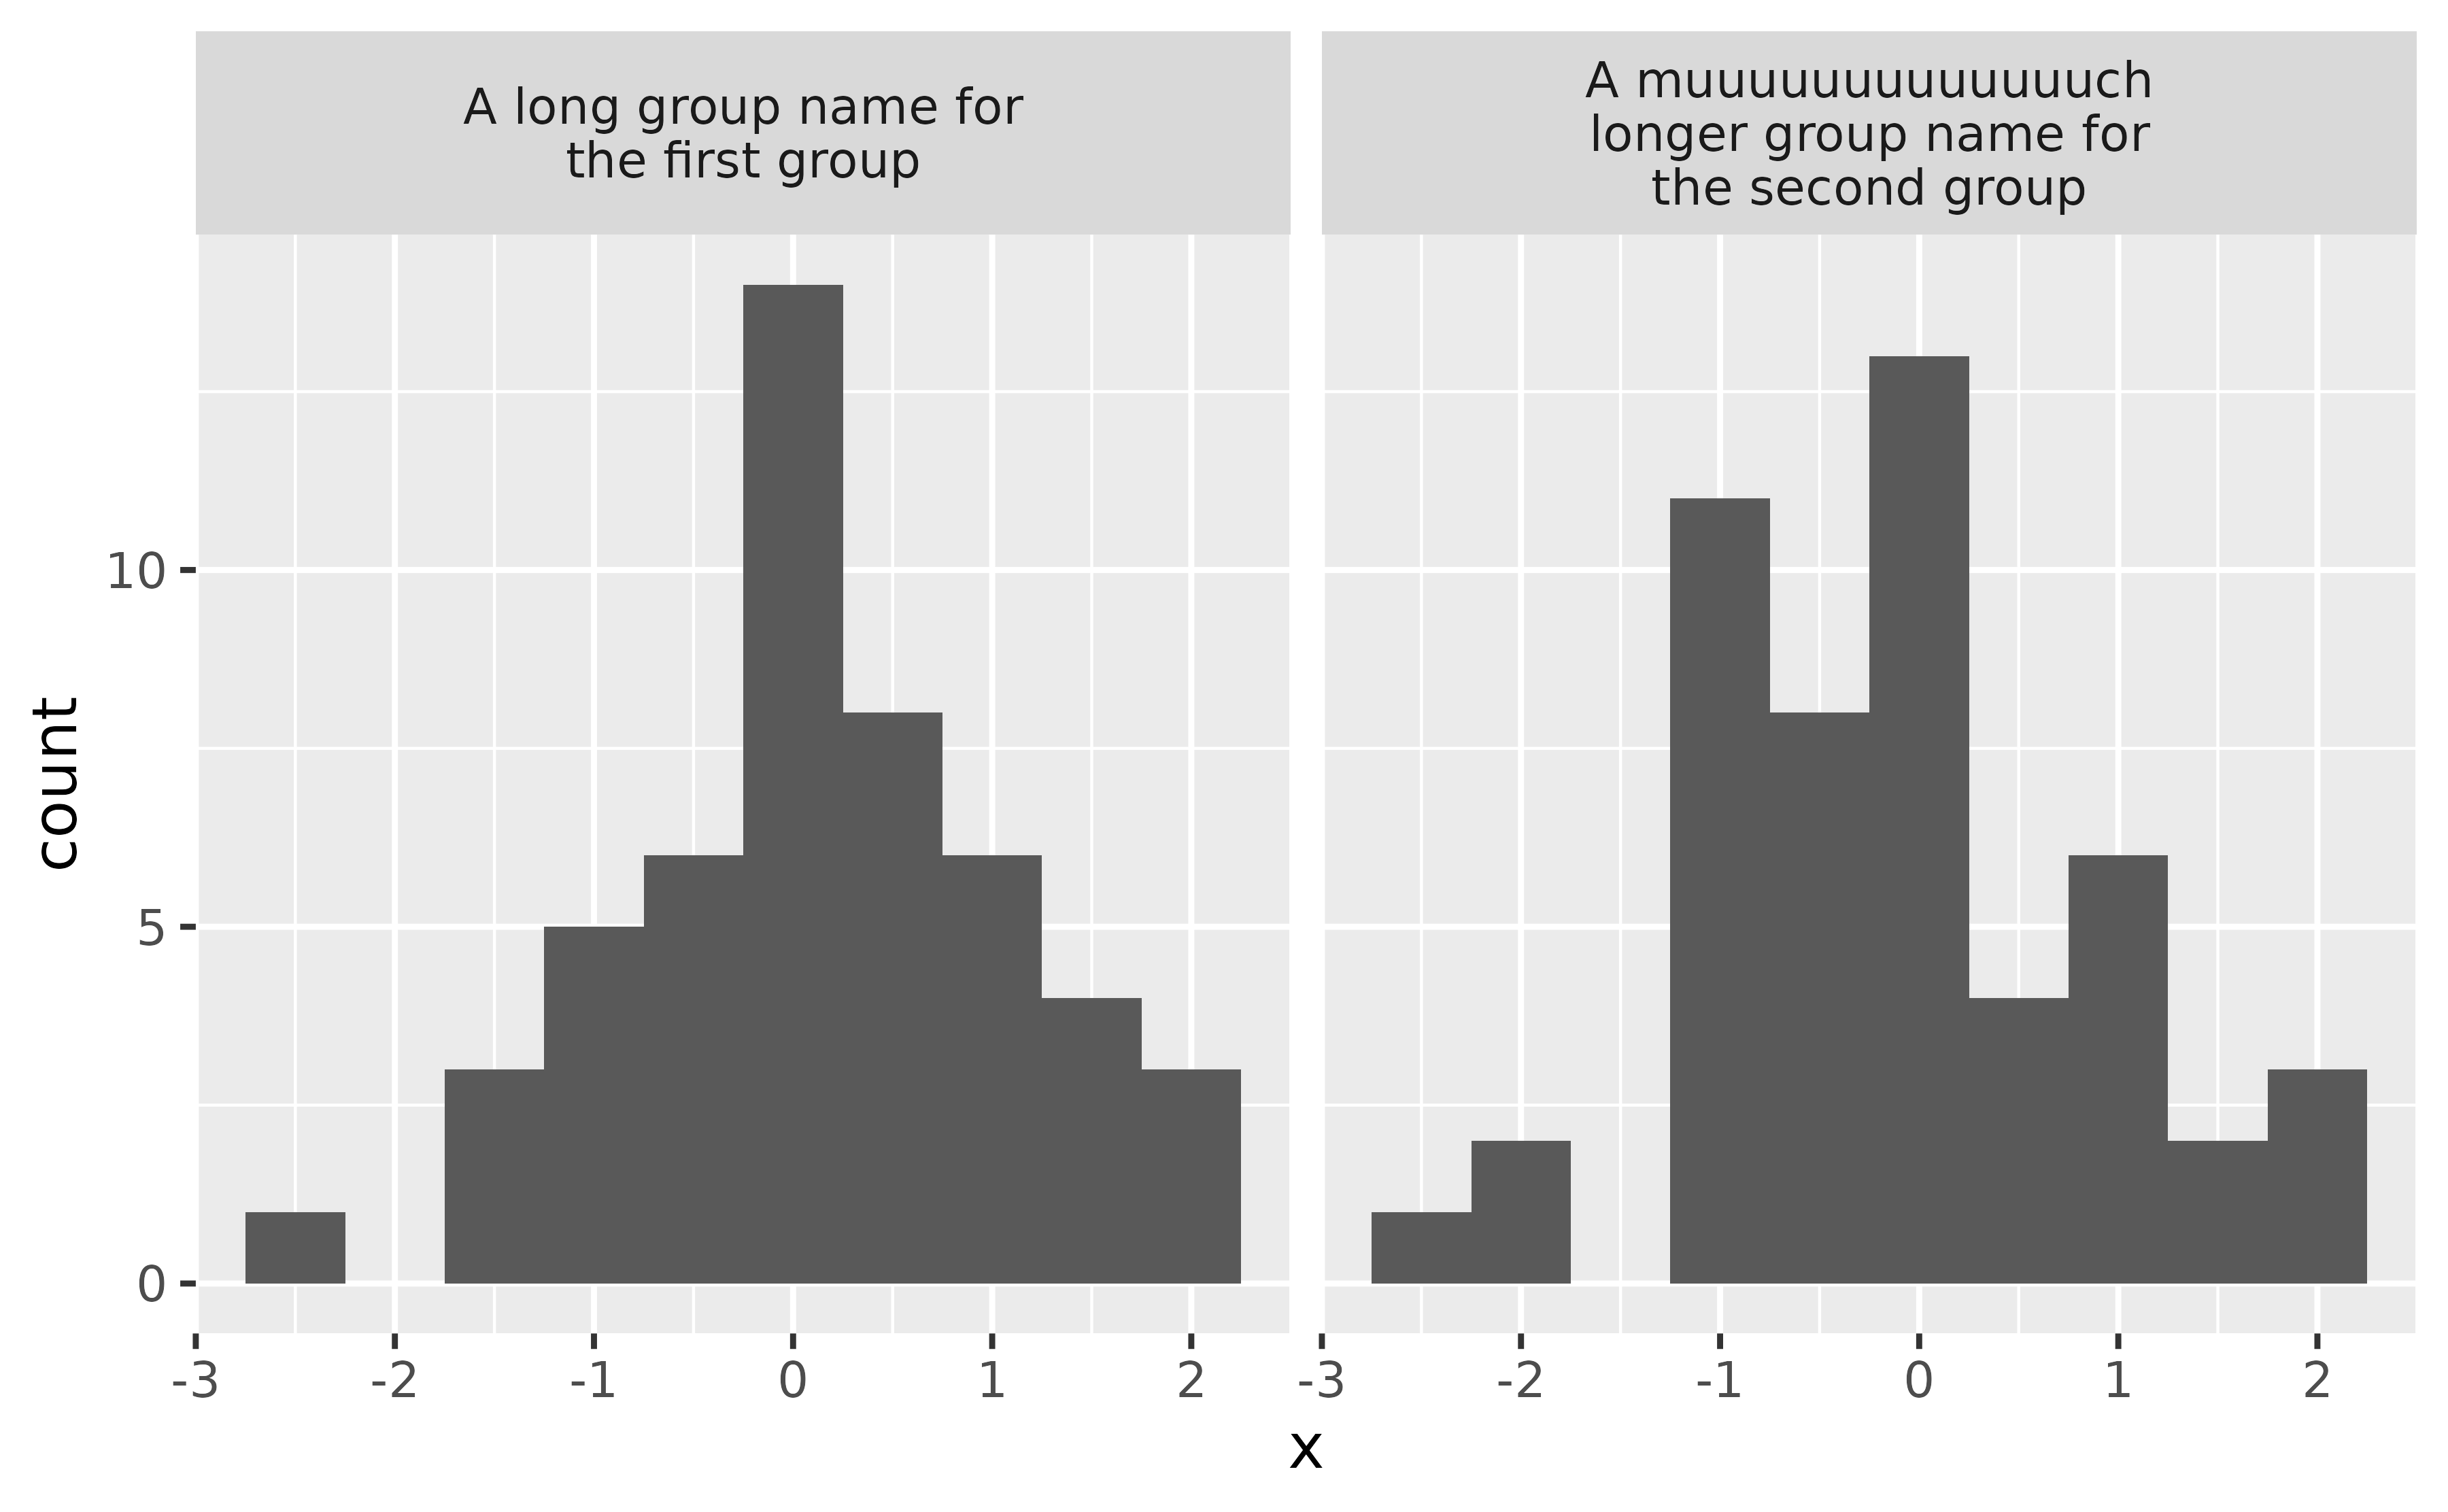 A long group name for
the first group
A muuuuuuuuuuuuuch
longer group name for
the second group
count
10
5
0
-3 -2 -1 0 1 2
-3 -2 -1 0 1 2
x